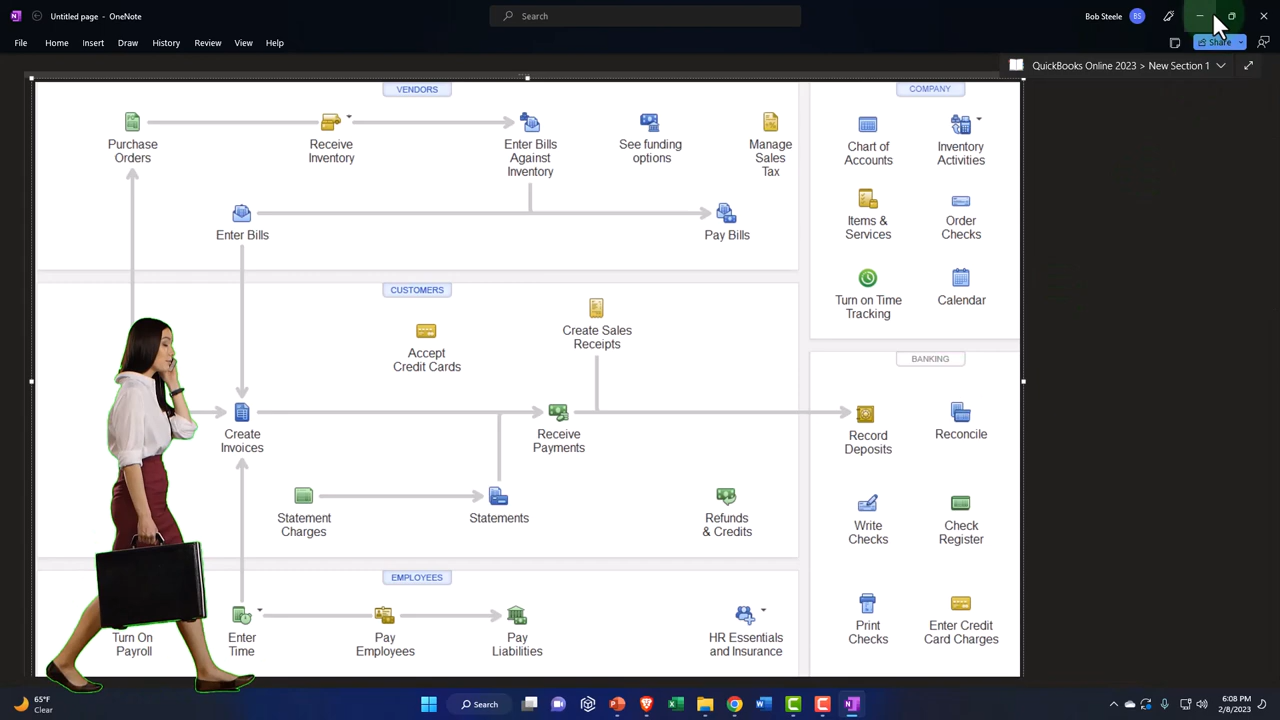 Untitled page - OneNote
Search
Bob Steele
BS
File
Home
Insert
Draw
History
Review
View
Help
Share
QuickBooks Online 2023 > New Section 1
VENDORS
Purchase
Orders
Receive
Inventory
Enter Bills
Against
Inventory
See funding
options
Manage
Sales
Tax
Enter Bills
Pay Bills
COMPANY
Chart of
Accounts
Inventory
Activities
Items &
Services
Order
Checks
Turn on Time
Tracking
Calendar
CUSTOMERS
Accept
Credit Cards
Create Sales
Receipts
Create
Invoices
Receive
Payments
Statement
Charges
Statements
Refunds
& Credits
BANKING
Record
Deposits
Reconcile
Write
Checks
Check
Register
Print
Checks
Enter Credit
Card Charges
EMPLOYEES
Turn On
Payroll
Enter
Time
Pay
Employees
Pay
Liabilities
HR Essentials
and Insurance
65°F
Clear
Search
6:08 PM
2/8/2023